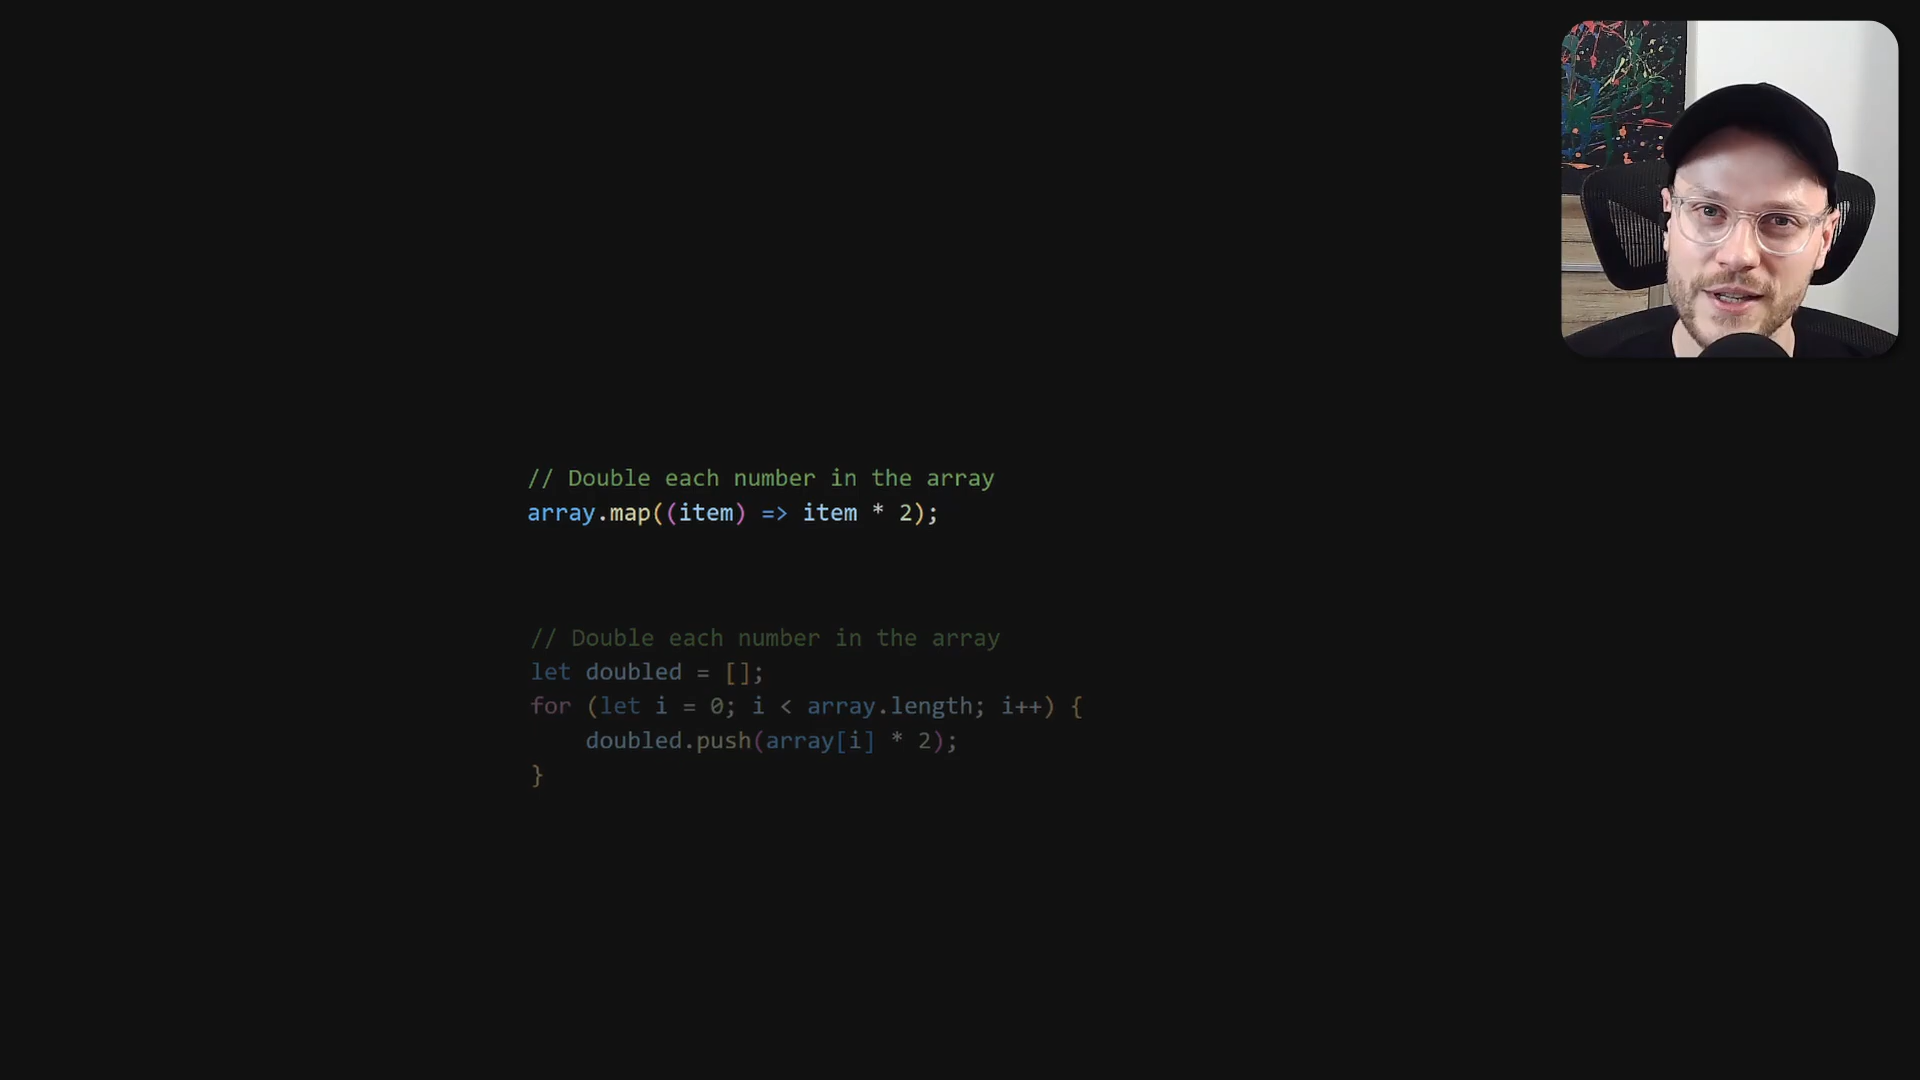 // Double each number in the array
array.map((item) => item * 2);
// Double each number in the array
let doubled = [];
for (let i = 0; i < array.length; i++) {
    doubled.push(array[i] * 2);
}